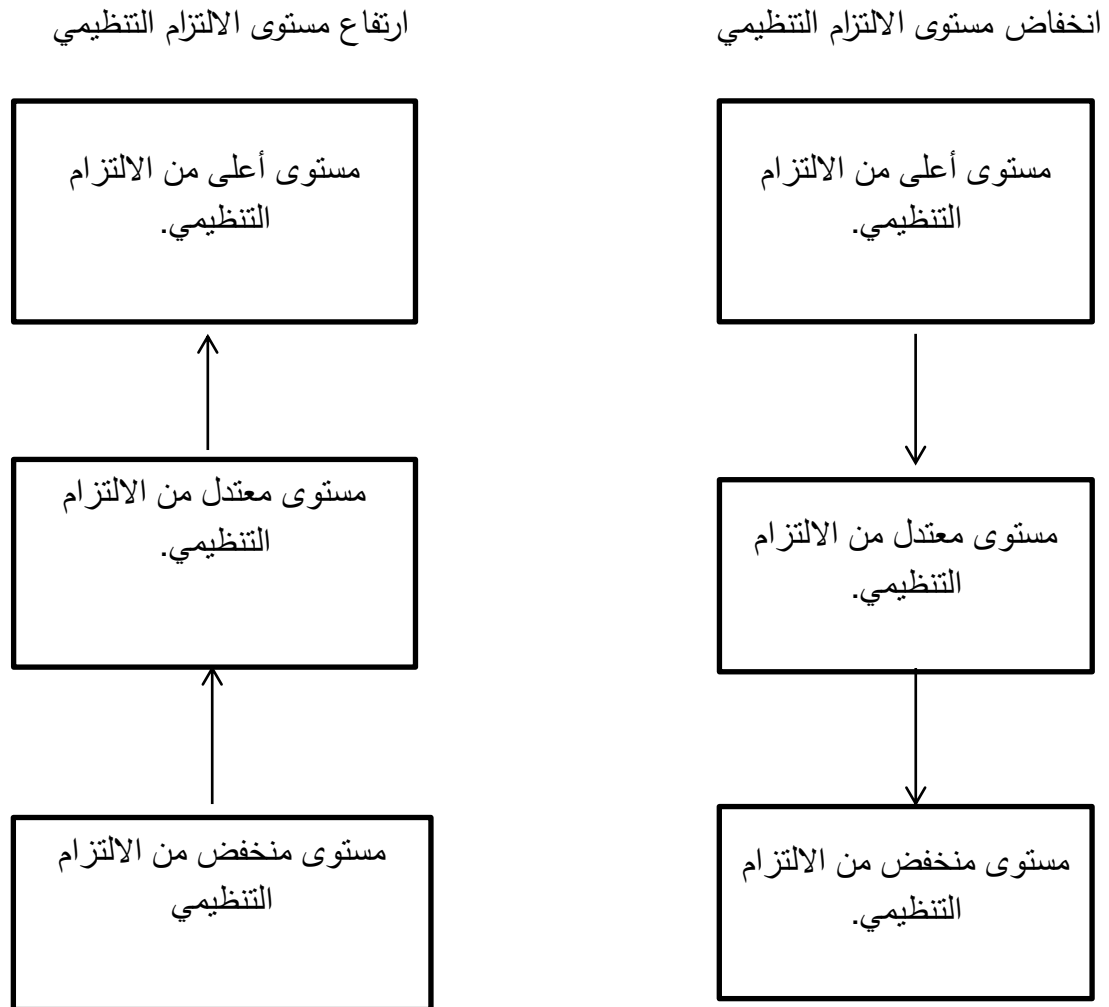 انخفاض مستوى الالتزام التنظيمي
مستوى أعلى من الالتزام
التنظيمي.
مستوى معتدل من الالتزام
التنظيمي.
مستوى منخفض من الالتزام
التنظيمي.
ارتفاع مستوى الالتزام التنظيمي
مستوى أعلى من الالتزام
التنظيمي.
مستوى معتدل من الالتزام
التنظيمي.
مستوى منخفض من الالتزام
التنظيمي